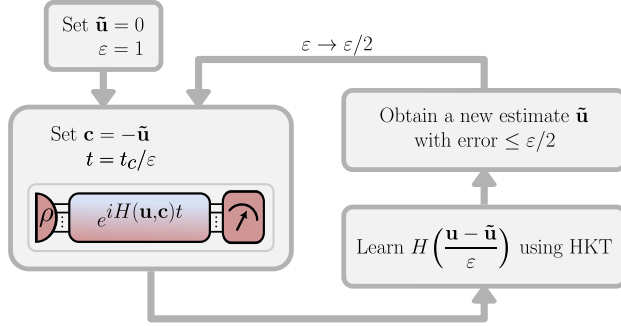 Set ũ = 0
ε = 1
ε → ε/2
Set c = −ũ
t = t_c/ε
ρ
e^{iH(u,c)t}
Obtain a new estimate ũ
with error ≤ ε/2
Learn H((u − ũ)/ε) using HKT